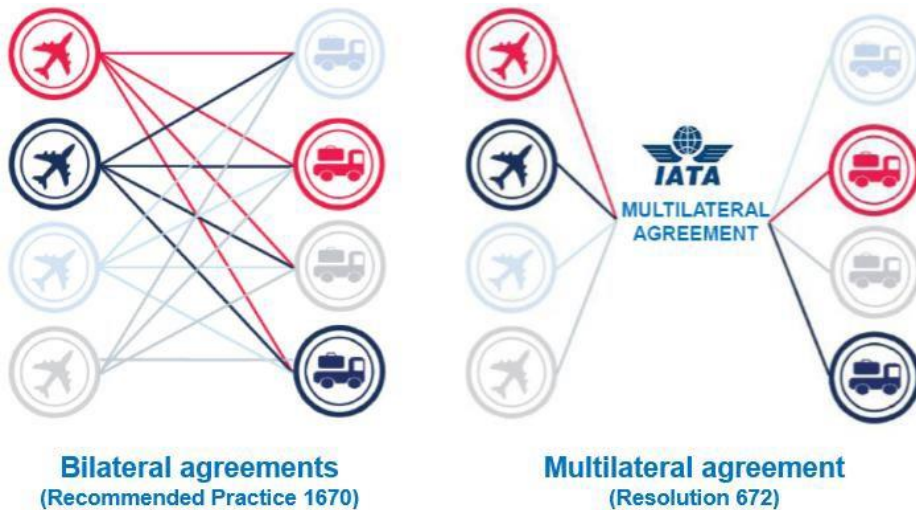 IATA
MULTILATERAL
AGREEMENT
Bilateral agreements
(Recommended Practice 1670)
Multilateral agreement
(Resolution 672)